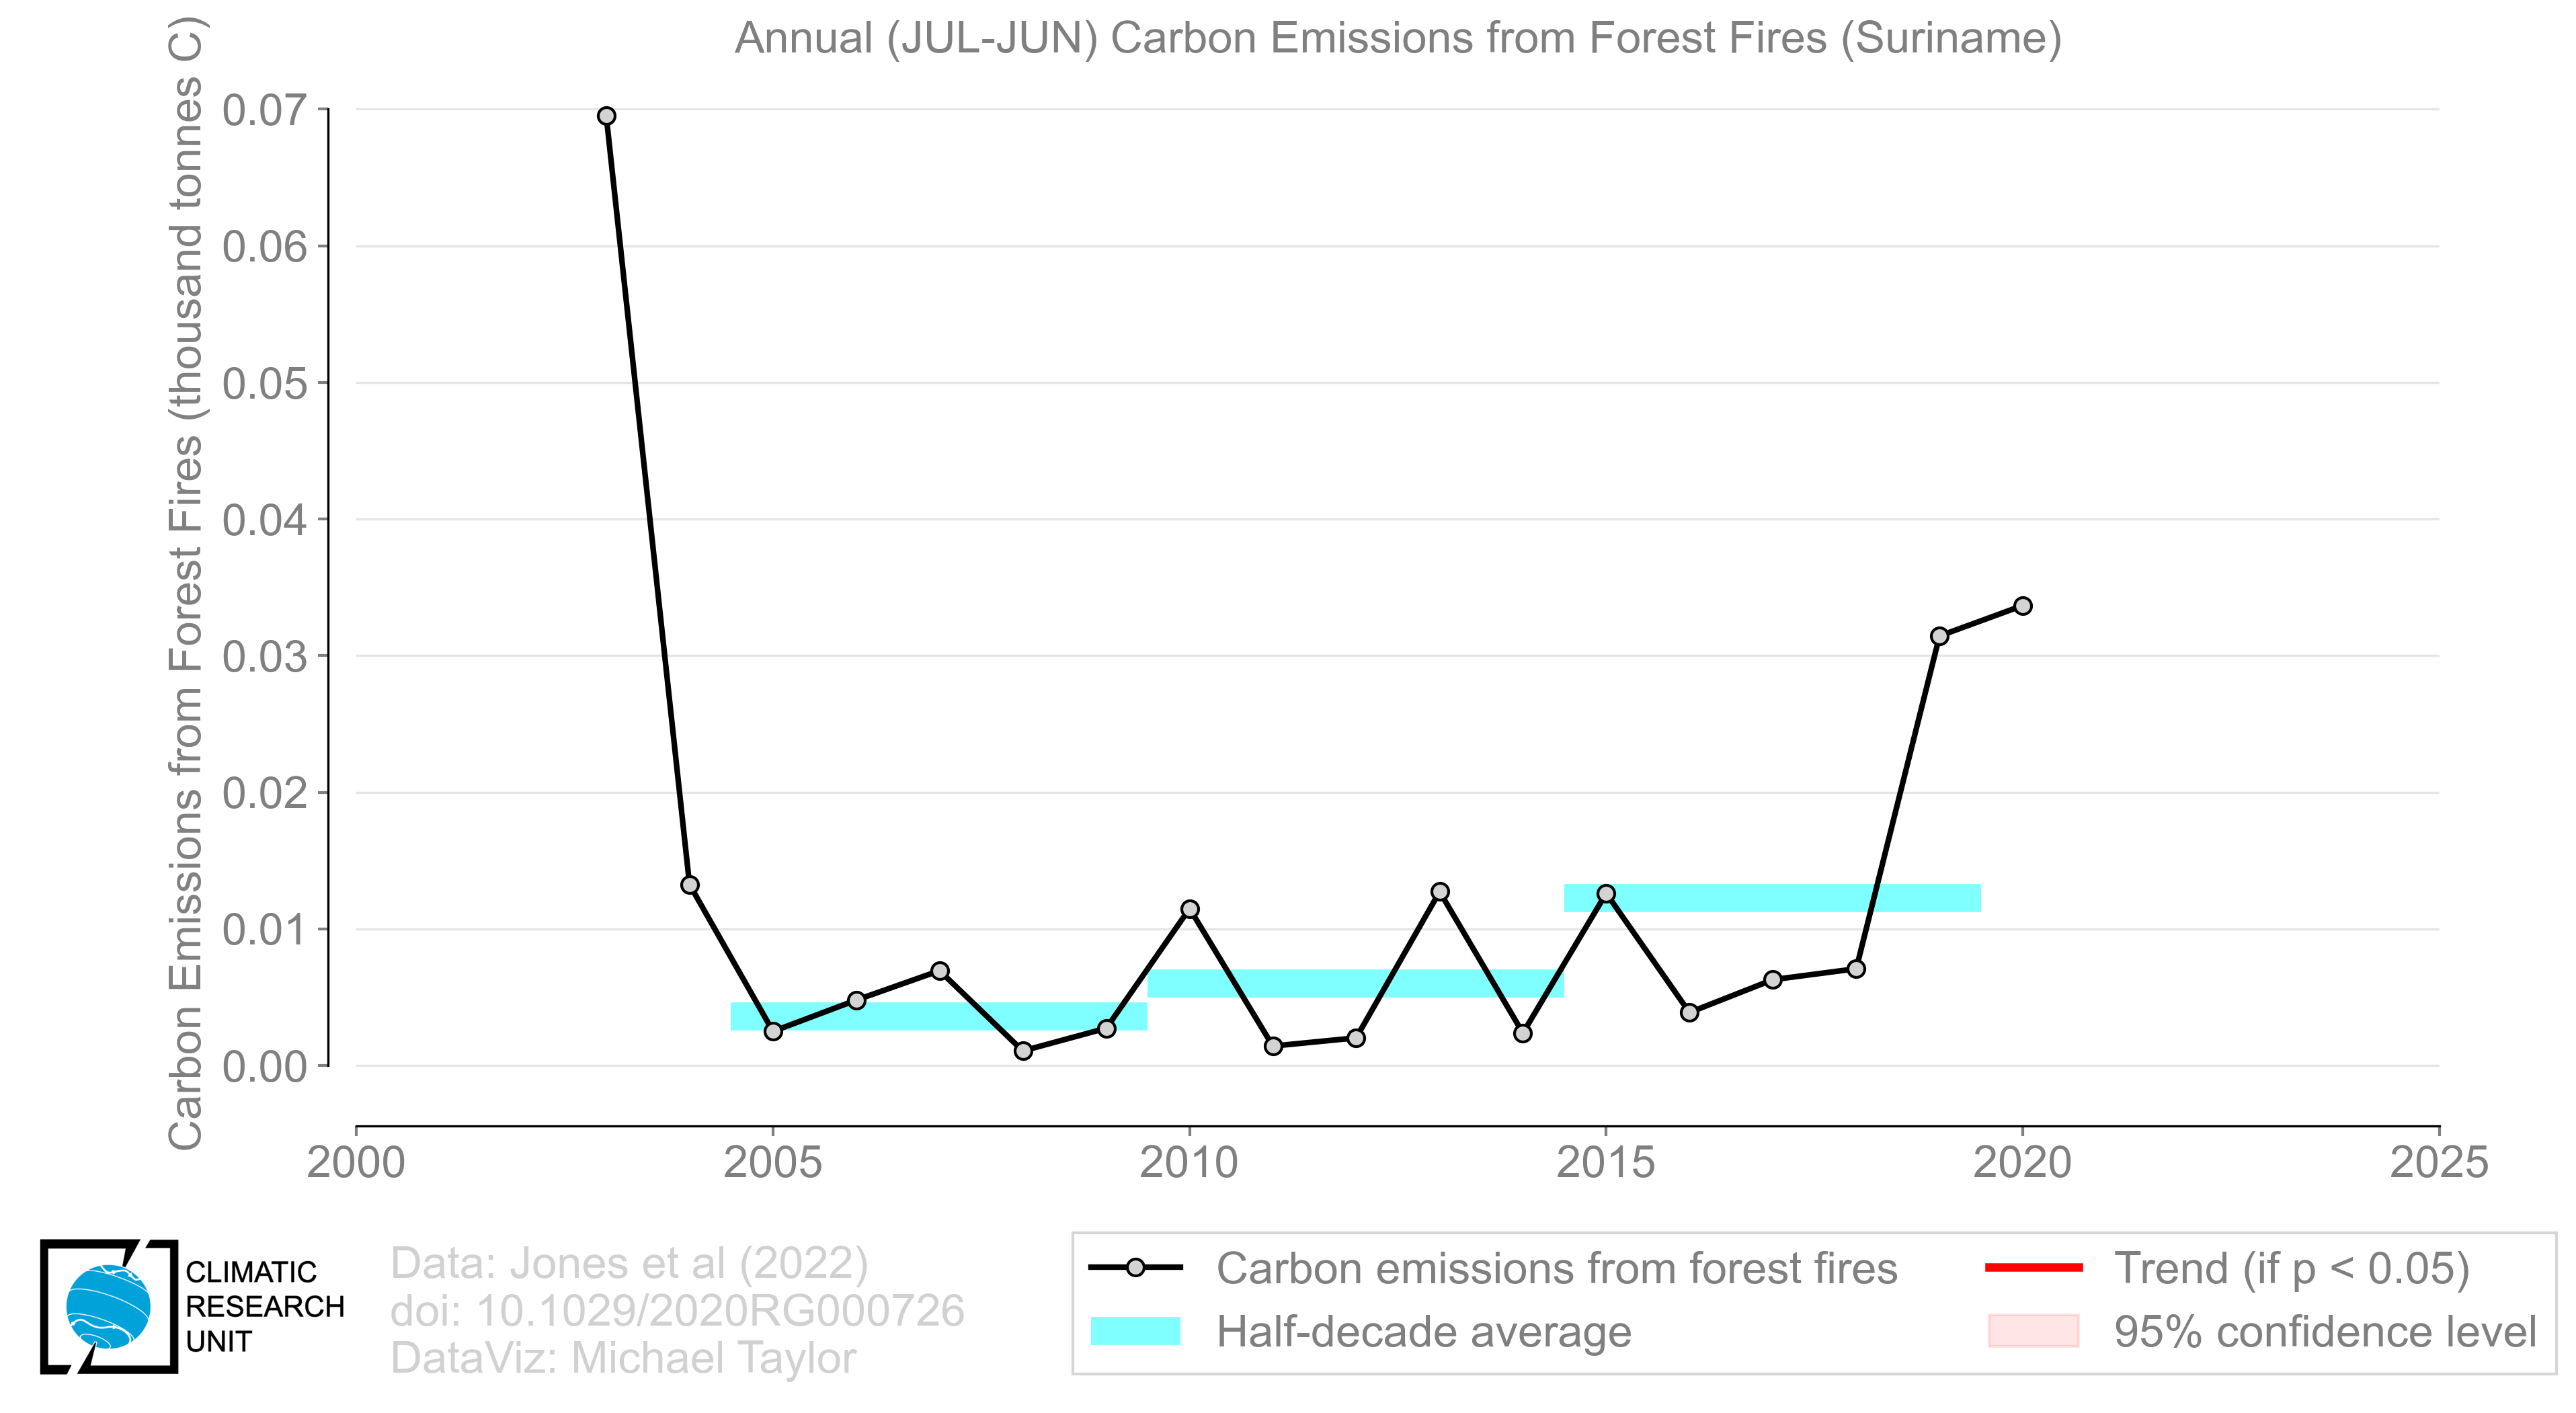 Annual (JUL-JUN) Carbon Emissions from Forest Fires (Suriname)
Carbon Emissions from Forest Fires (thousand tonnes C)
0.07
0.06
0.05
0.04
0.03
0.02
0.01
0.00
2000 2005 2010 2015 2020 2025
CLIMATIC
RESEARCH
UNIT
Data: Jones et al (2022)
doi: 10.1029/2020RG000726
DataViz: Michael Taylor
Carbon emissions from forest fires
Half-decade average
Trend (if p < 0.05)
95% confidence level